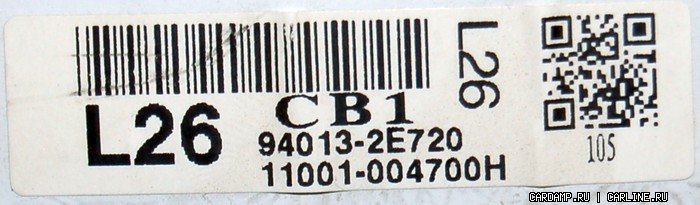 L26
CB1
L26
94013-2E720
11001-004700H
105
CARDAMP.RU | CARLINE.RU